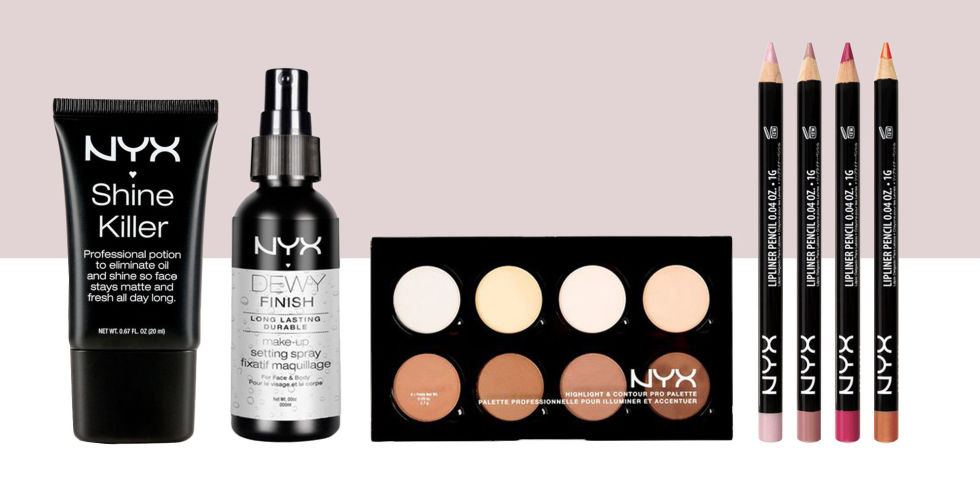 NYX
Shine
Killer
Professional potion
to eliminate oil
and shine so face
stays matte and
fresh all day long.
NET WT. 0.67 FL. OZ (20 ml)
NYX
DEWY
FINISH
LONG LASTING
DURABLE
make-up
setting spray
fixatif maquillage
For Face & Body
Pour le visage et le corps
Net Wt. 00oz
000ml
NYX
HIGHLIGHT & CONTOUR PRO PALETTE
PALETTE PROFESSIONNELLE POUR ILLUMINER ET ACCENTUER
NYX LIPLINER PENCIL 0.04 OZ. • 1G
NYX LIPLINER PENCIL 0.04 OZ. • 1G
NYX LIPLINER PENCIL 0.04 OZ. • 1G
NYX LIPLINER PENCIL 0.04 OZ. • 1G